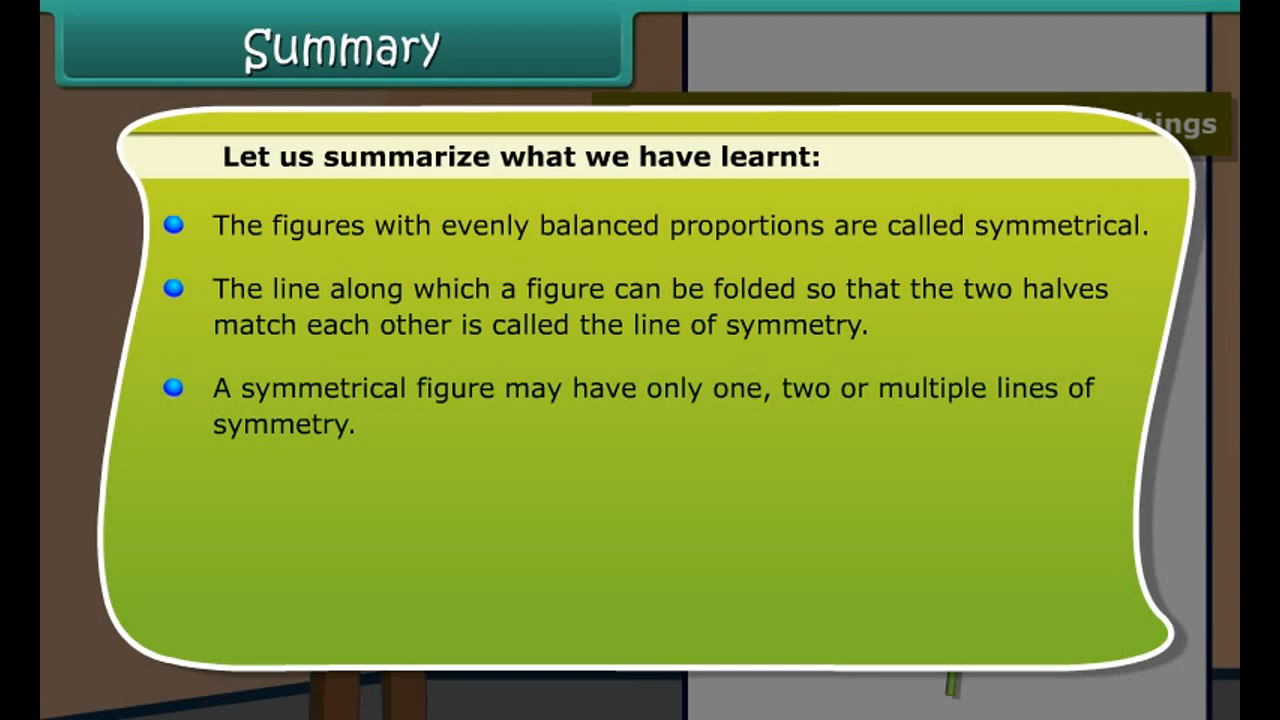 Summary
Let us summarize what we have learnt:
The figures with evenly balanced proportions are called symmetrical.
The line along which a figure can be folded so that the two halves
match each other is called the line of symmetry.
A symmetrical figure may have only one, two or multiple lines of
symmetry.